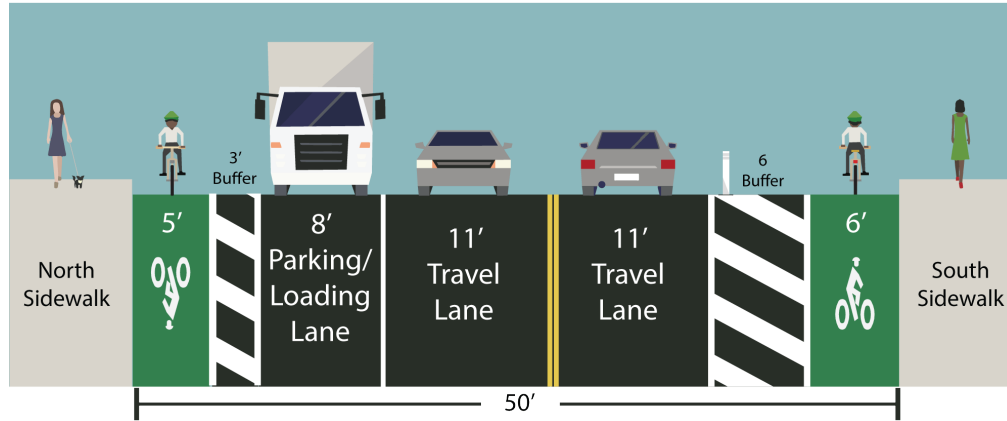 North
Sidewalk
5’
3’
Buffer
8’
Parking/
Loading
Lane
11’
Travel
Lane
11’
Travel
Lane
6
Buffer
6’
South
Sidewalk
50’